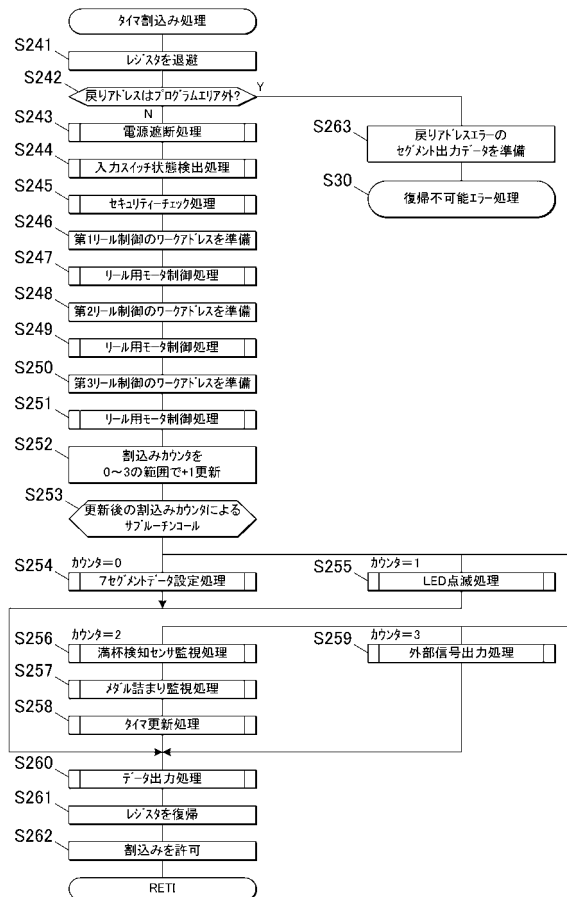 タイマ割込み処理
S241
レジスタを退避
S242
戻りアドレスはプログラムエリア外?
Y
N
S243
電源遮断処理
S263
戻りアドレスエラーの
セグメント出力データを準備
S244
入力スイッチ状態検出処理
S30
復帰不可能エラー処理
S245
セキュリティーチェック処理
S246
第1リール制御のワークアドレスを準備
S247
リール用モータ制御処理
S248
第2リール制御のワークアドレスを準備
S249
リール用モータ制御処理
S250
第3リール制御のワークアドレスを準備
S251
リール用モータ制御処理
S252
割込みカウンタを
0～3の範囲で+1更新
S253
更新後の割込みカウンタによる
サブルーチンコール
S254
カウンタ=0
7セグメントデータ設定処理
S255
カウンタ=1
LED点滅処理
S256
カウンタ=2
満杯検知センサ監視処理
S259
カウンタ=3
外部信号出力処理
S257
メダル詰まり監視処理
S258
タイマ更新処理
S260
データ出力処理
S261
レジスタを復帰
S262
割込みを許可
RETI